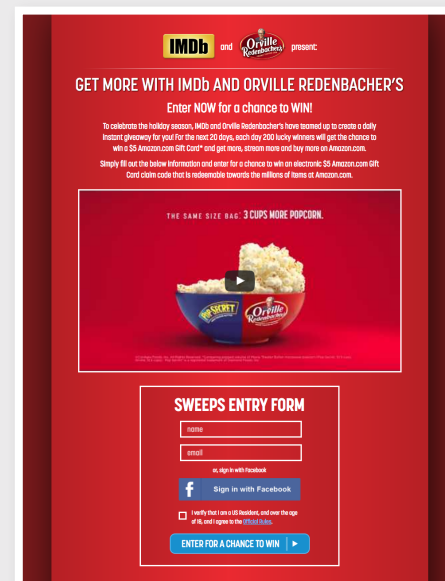 IMDb and Orville Redenbacher's present:
GET MORE WITH IMDb AND ORVILLE REDENBACHER'S
Enter NOW for a chance to WIN!
To celebrate the holiday season, IMDb and Orville Redenbacher's have teamed up to create a daily
instant giveaway for you! For the next 20 days, each day 200 lucky winners will get the chance to
win a $5 Amazon.com Gift Card* and get more, stream more and buy more on Amazon.com.
Simply fill out the below information and enter for a chance to win an electronic $5 Amazon.com Gift
Card claim code that is redeemable towards the millions of items at Amazon.com.
THE SAME SIZE BAG. 3 CUPS MORE POPCORN.
POP·SECRET Orville Redenbacher's
SWEEPS ENTRY FORM
name
email
or, sign in with Facebook
f Sign in with Facebook
I verify that I am a US Resident, and over the age
of 18, and I agree to the Official Rules.
ENTER FOR A CHANCE TO WIN